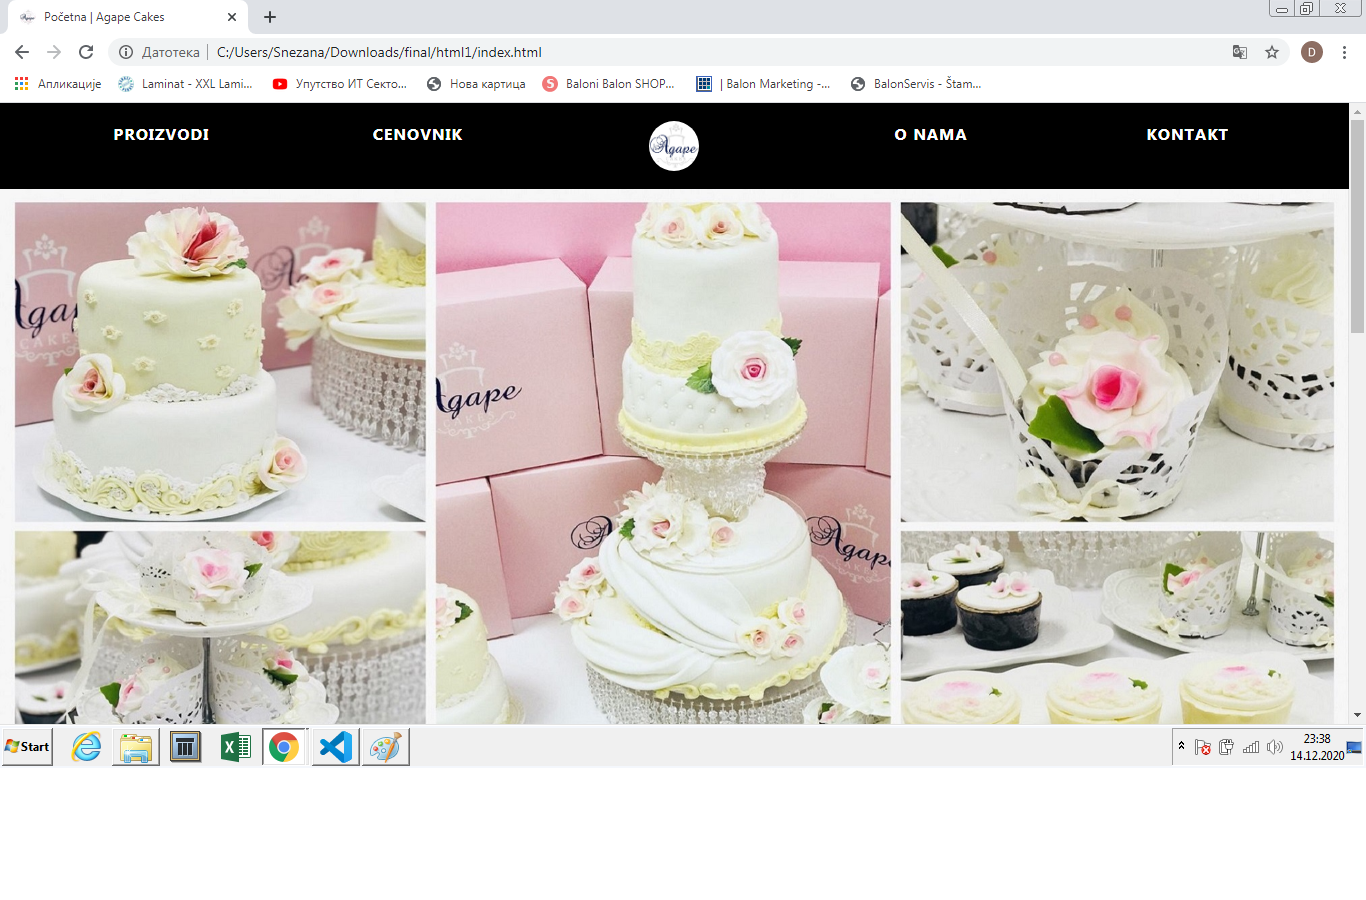 Početna | Agape Cakes
Датотека C:/Users/Snezana/Downloads/final/html1/index.html
D
Апликације Laminat - XXL Lami... Упутство ИТ Секто... Нова картица S Baloni Balon SHOP... | Balon Marketing -... BalonServis - Štam...
PROIZVODI CENOVNIK Agape O NAMA KONTAKT
Agape
CAKES
Agape
Agape
Agape
Start
23:38
14.12.2020